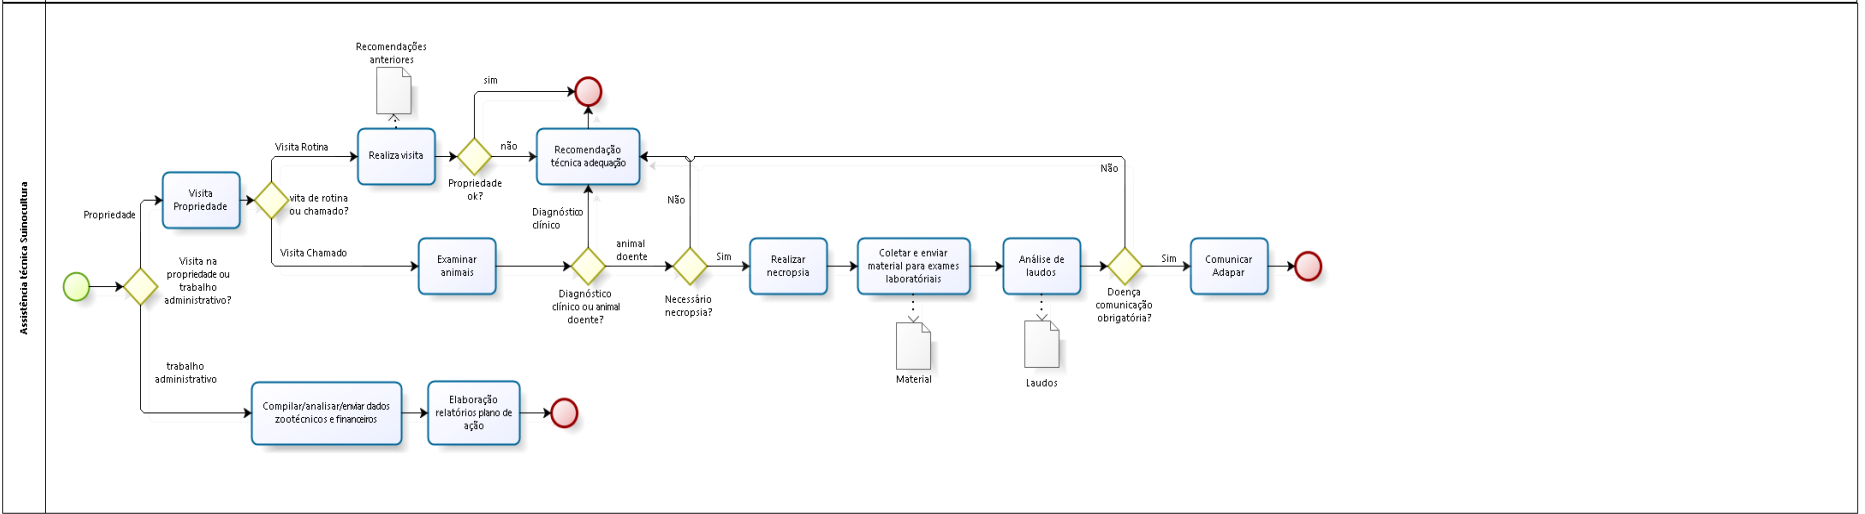 Assistência técnica Suinocultura
Recomendações
anteriores
sim
Visita Rotina
Realiza visita
não
Recomendação
técnica adequação
Propriedade
ok?
Não
Propriedade
Visita
Propriedade
vita de rotina
ou chamado?
Diagnóstico
clínico
Não
Visita Chamado
Examinar
animais
animal
doente
Sim
Realizar
necropsia
Coletar e enviar
material para exames
laboratóriais
Análise de
laudos
Sim
Comunicar
Adapar
Visita na
propriedade ou
trabalho
administrativo?
Diagnóstico
clínico ou animal
doente?
Necessário
necropsia?
Doença
comunicação
obrigatória?
Material
Laudos
trabalho
administrativo
Compilar/analisar/enviar dados
zootécnicos e financeiros
Elaboração
relatórios plano de
ação